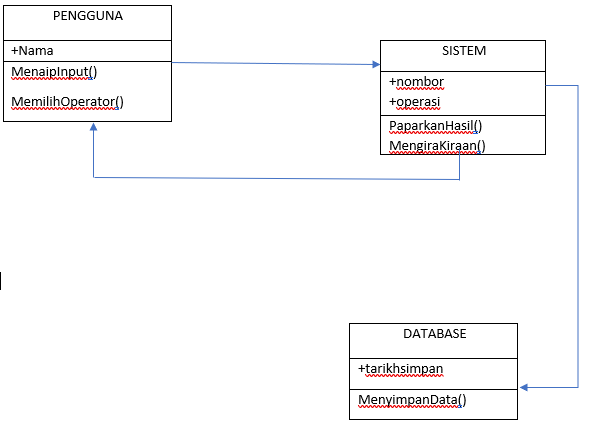 PENGGUNA
+Nama
MenaipInput()
MemilihOperator()
SISTEM
+nombor
+operasi
PaparkanHasil()
MengiraKiraan()
DATABASE
+tarikhsimpan
MenyimpanData()